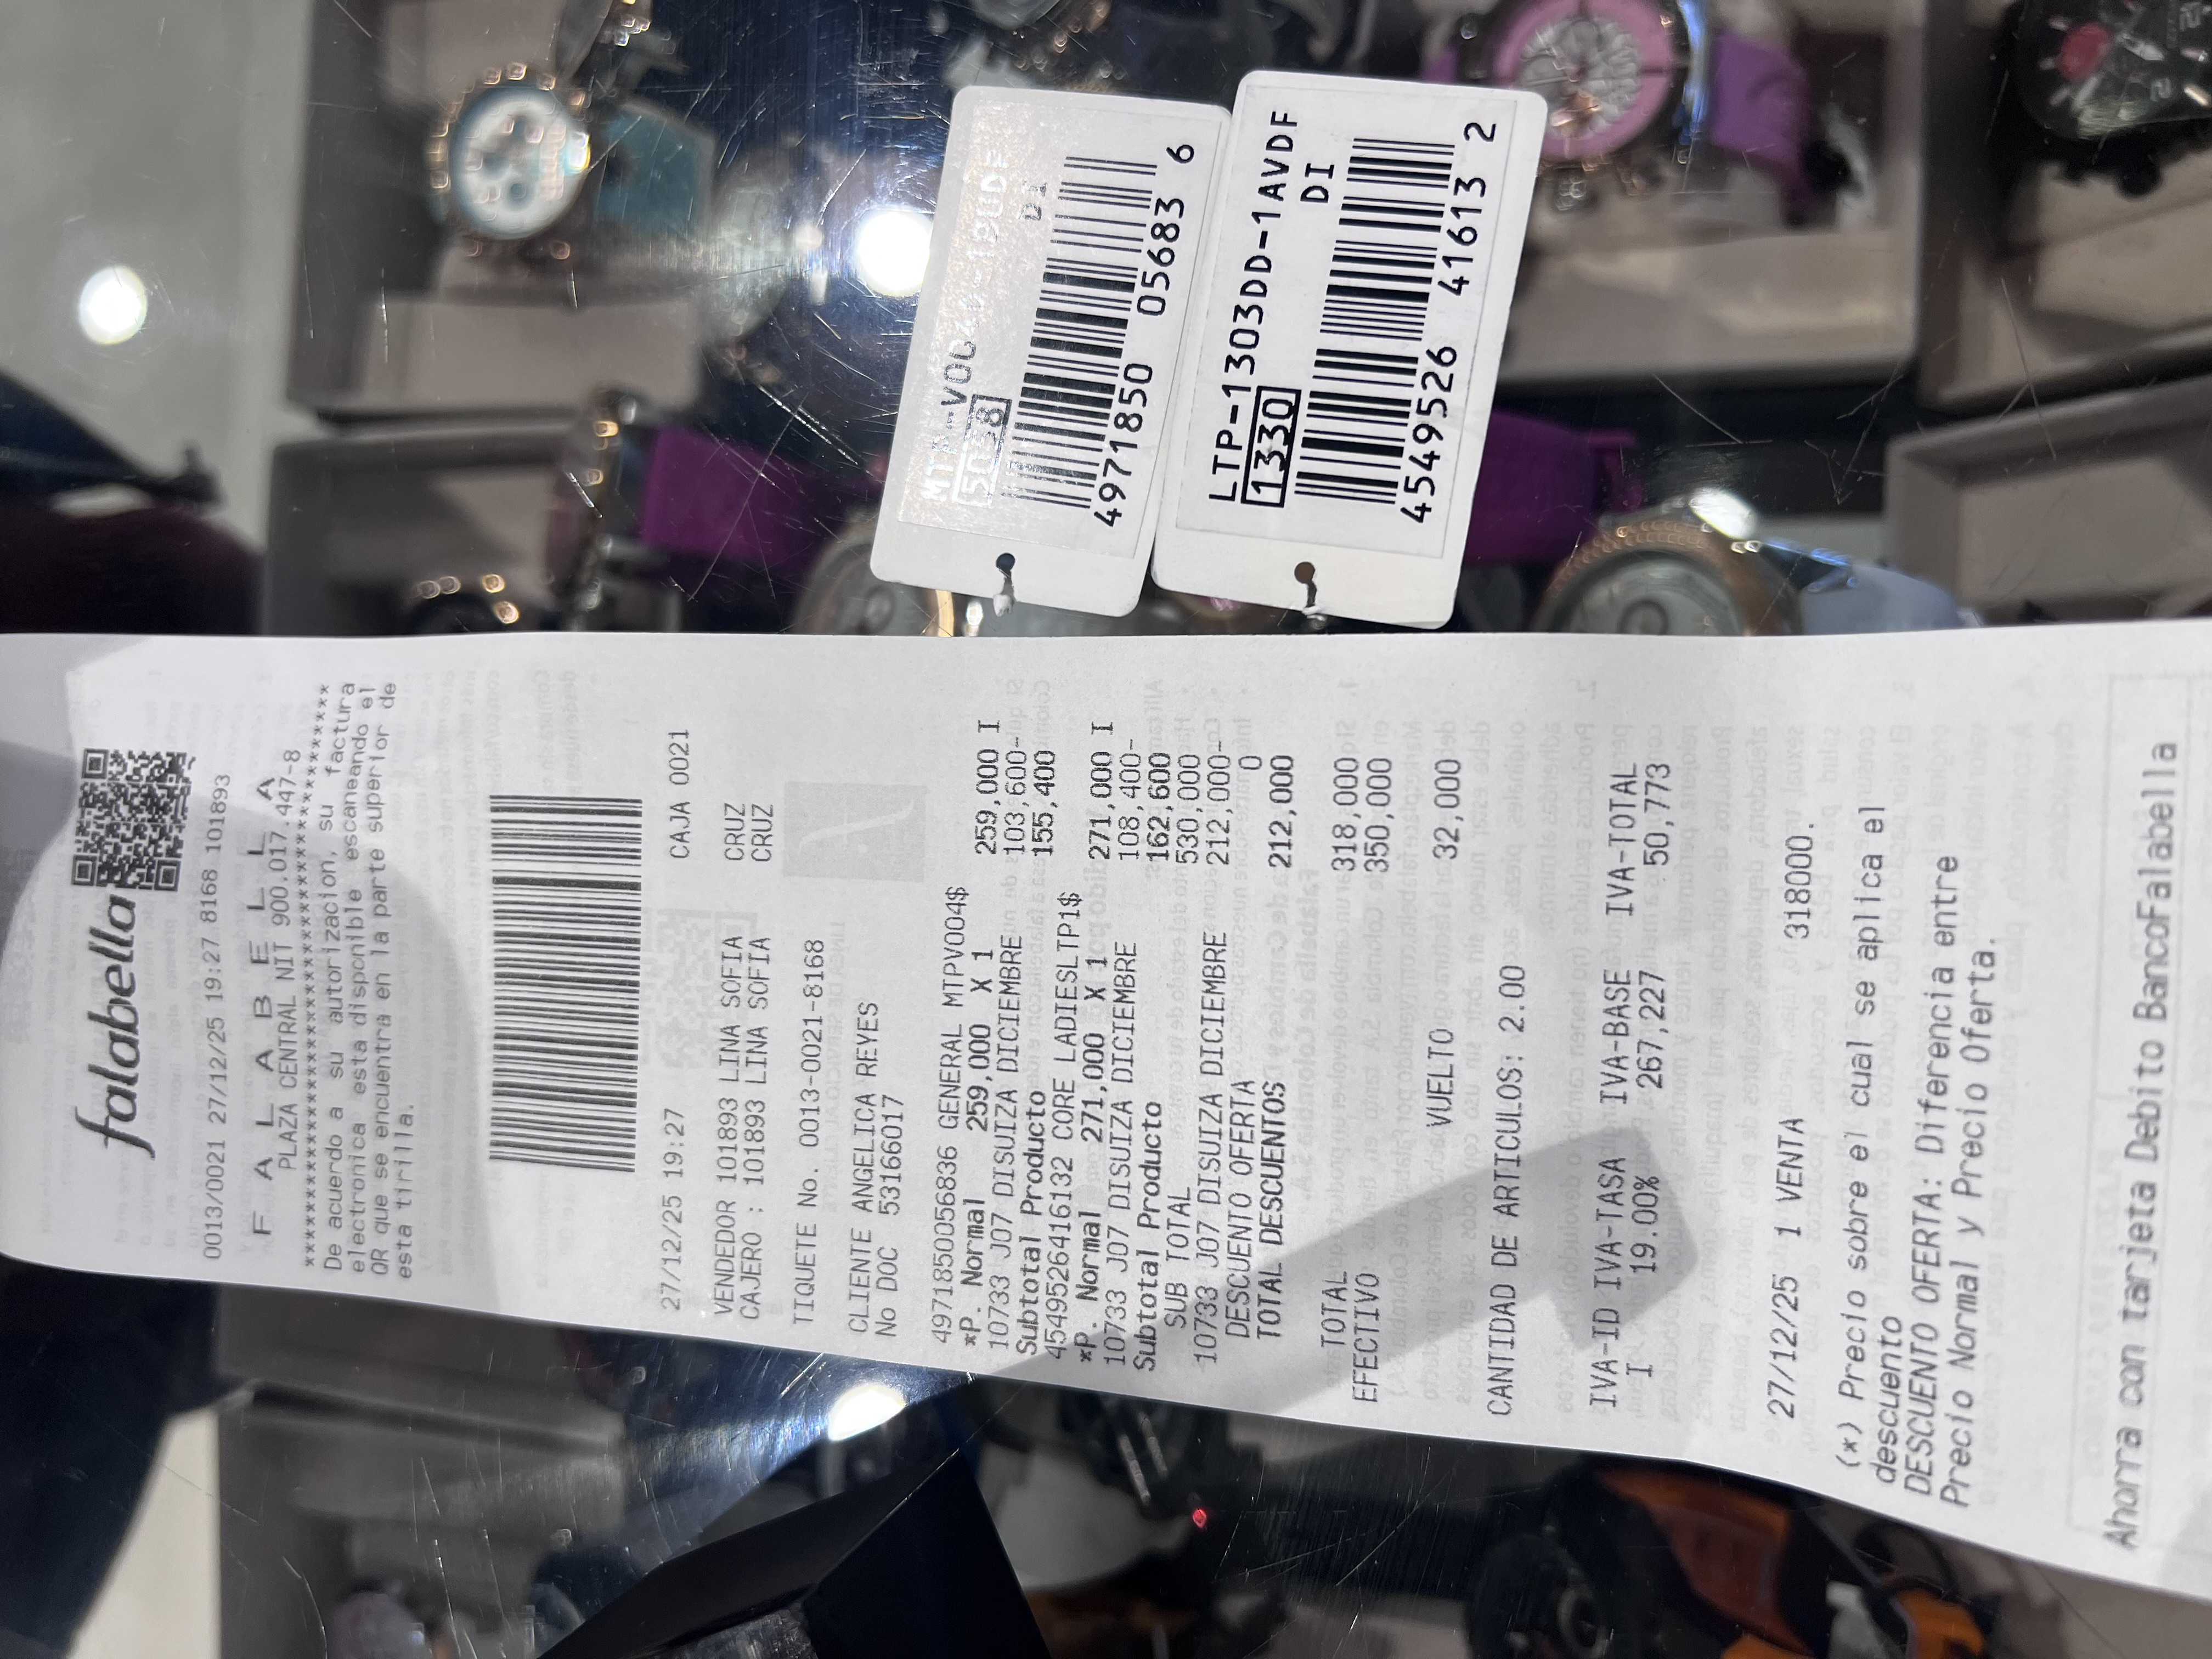 falabella
0013/0021 27/12/25 19:27 8168 101893
F A L A B E L L A
PLAZA CENTRAL NIT 900.017.447-8
De acuerdo a su autorizacion, su factura
electronica esta disponible escaneando el
QR que se encuentra en la parte superior de
esta tirilla.
27/12/25 19:27 CAJA 0021
VENDEDOR 101893 LINA SOFIA CRUZ
CAJERO : 101893 LINA SOFIA CRUZ
TIQUETE No. 0013-0021-8168
CLIENTE ANGELICA REYES
No DOC 53166017
4971850056836 GENERAL MTPV004$
*P. Normal 259,000 X 1 259,000 I
10733 J07 DISUIZA DICIEMBRE 103,600-
Subtotal Producto 155,400
4549526416132 CORE LADIESLTP1$
*P. Normal 271,000 X 1 271,000 I
10733 J07 DISUIZA DICIEMBRE 108,400-
Subtotal Producto 162,600
SUB TOTAL 530,000
10733 J07 DISUIZA DICIEMBRE 212,000-
DESCUENTO OFERTA 0
TOTAL DESCUENTOS 212,000
TOTAL 318,000
EFECTIVO 350,000
VUELTO 32,000
CANTIDAD DE ARTICULOS: 2.00
IVA-ID IVA-TASA IVA-BASE IVA-TOTAL
I 19.00% 267,227 50,773
27/12/25 1 VENTA 318000.
(*) Precio sobre el cual se aplica el
descuento
DESCUENTO OFERTA: Diferencia entre
Precio Normal y Precio Oferta.
Ahorra con tarjeta Debito BancoFalabella
4971850 05683 6
LTP-1303DD-1AVDF
1330 DI
4549526 41613 2